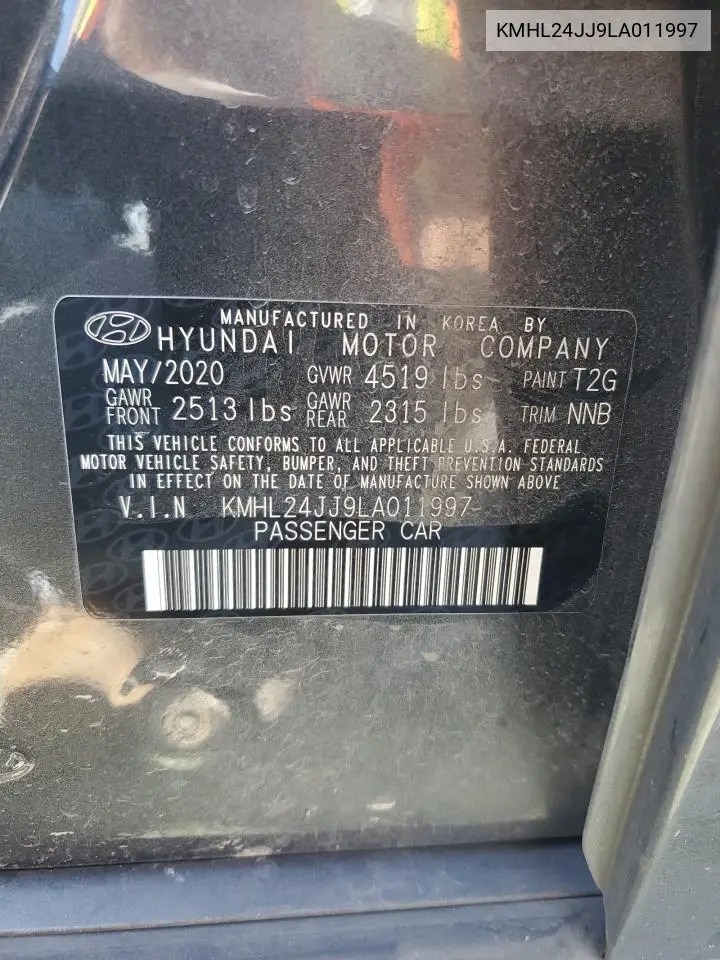 KMHL24JJ9LA011997
MANUFACTURED IN KOREA BY
HYUNDAI MOTOR COMPANY
MAY/2020 GVWR 4519 lbs PAINT T2G
GAWR FRONT 2513 lbs GAWR REAR 2315 lbs TRIM NNB
THIS VEHICLE CONFORMS TO ALL APPLICABLE U.S.A. FEDERAL
MOTOR VEHICLE SAFETY, BUMPER, AND THEFT PREVENTION STANDARDS
IN EFFECT ON THE DATE OF MANUFACTURE SHOWN ABOVE
V.I.N KMHL24JJ9LA011997
PASSENGER CAR